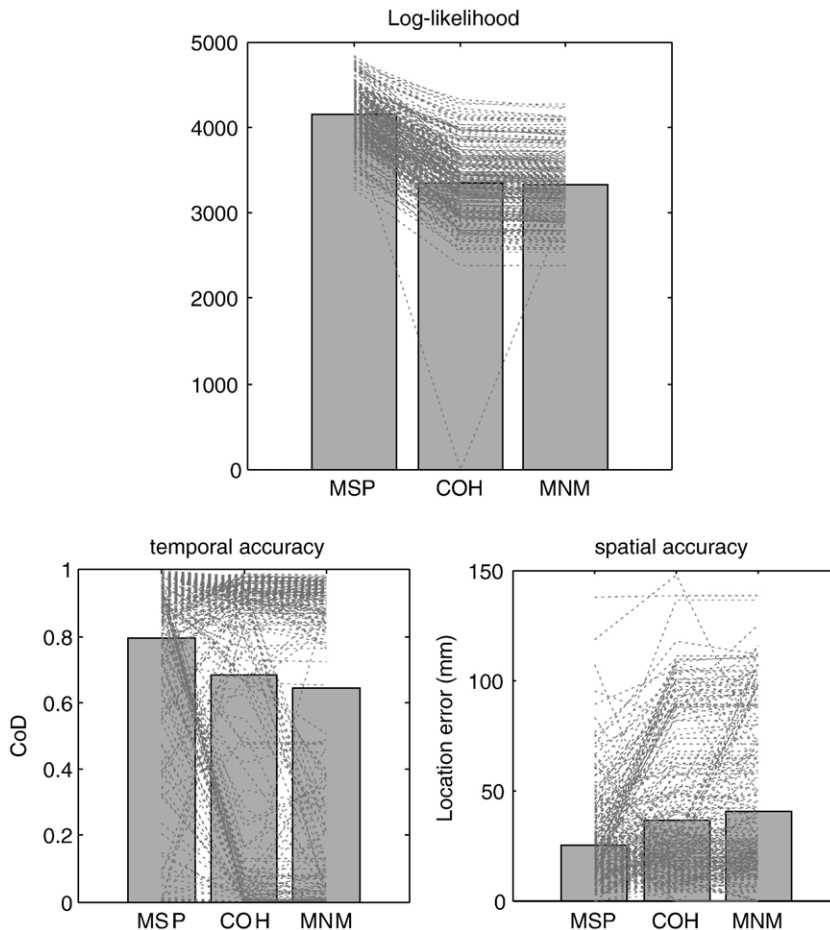 Log-likelihood
5000
4000
3000
2000
1000
0
MSP COH MNM
temporal accuracy
1
0.8
0.6
0.4
0.2
0
CoD
MSP COH MNM
spatial accuracy
150
100
50
0
Location error (mm)
MSP COH MNM